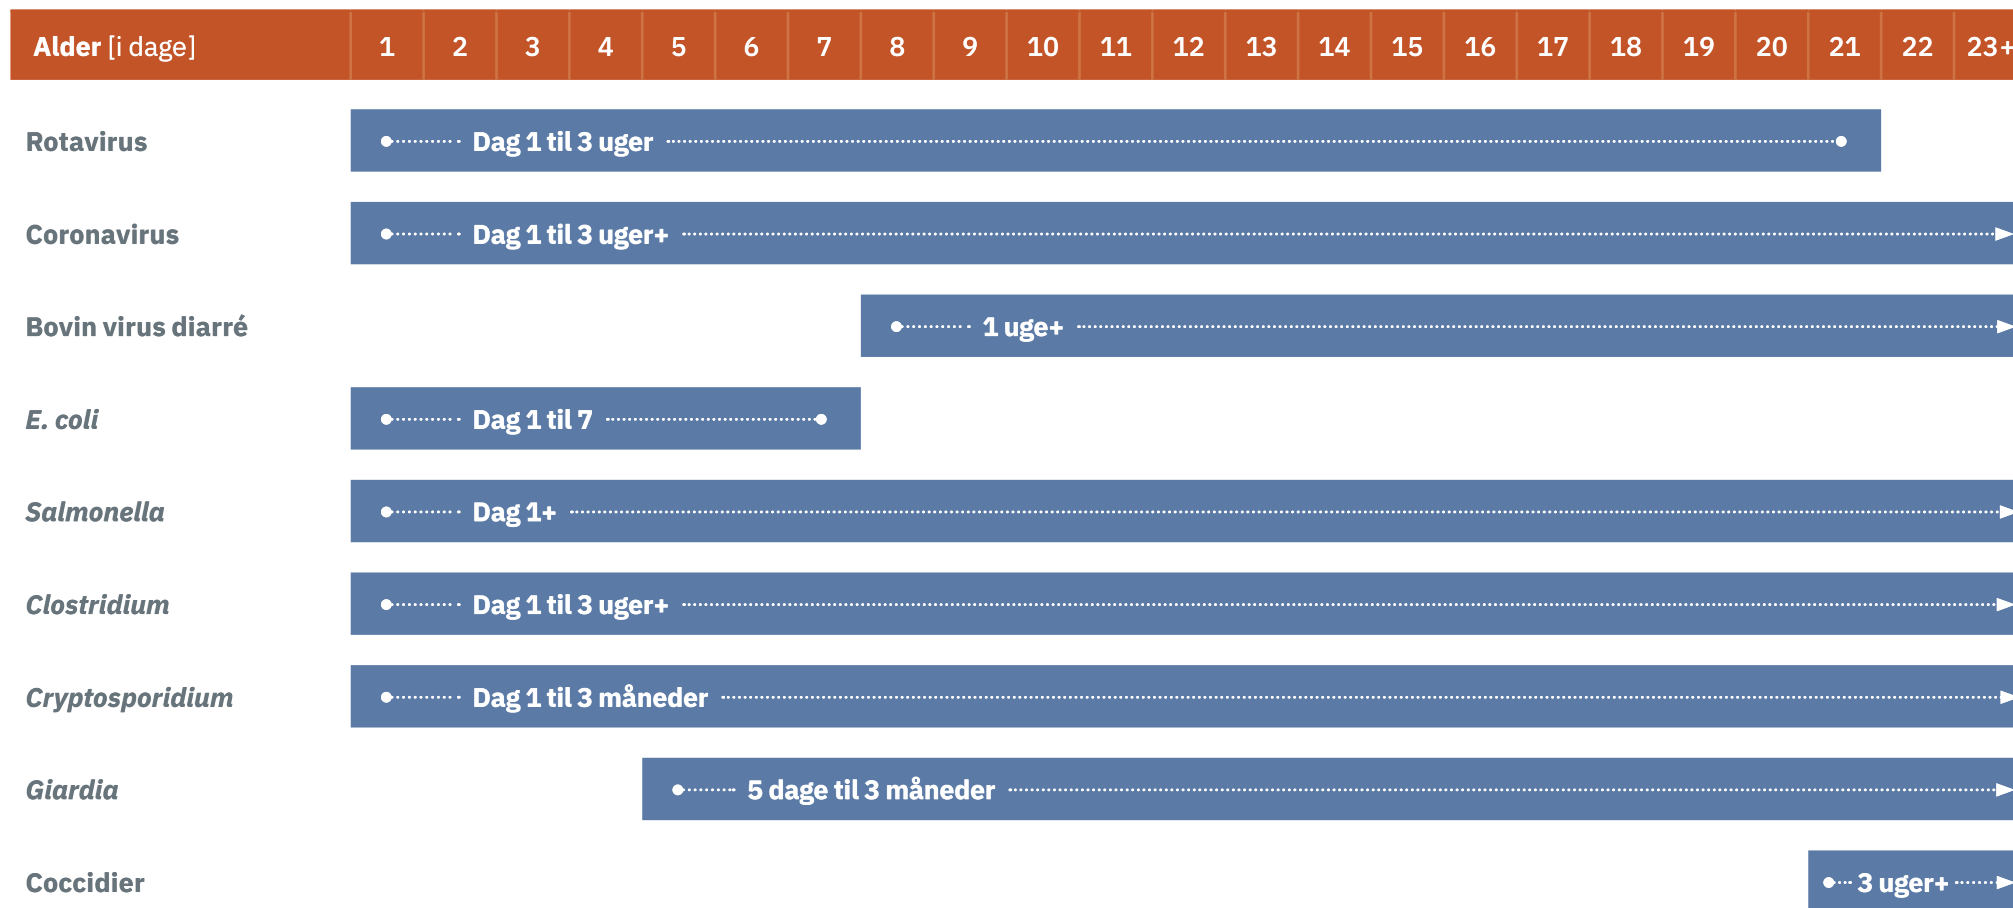 Alder [i dage] 1 2 3 4 5 6 7 8 9 10 11 12 13 14 15 16 17 18 19 20 21 22 23+
Rotavirus Dag 1 til 3 uger
Coronavirus Dag 1 til 3 uger+
Bovin virus diarré 1 uge+
E. coli Dag 1 til 7
Salmonella Dag 1+
Clostridium Dag 1 til 3 uger+
Cryptosporidium Dag 1 til 3 måneder
Giardia 5 dage til 3 måneder
Coccidier 3 uger+